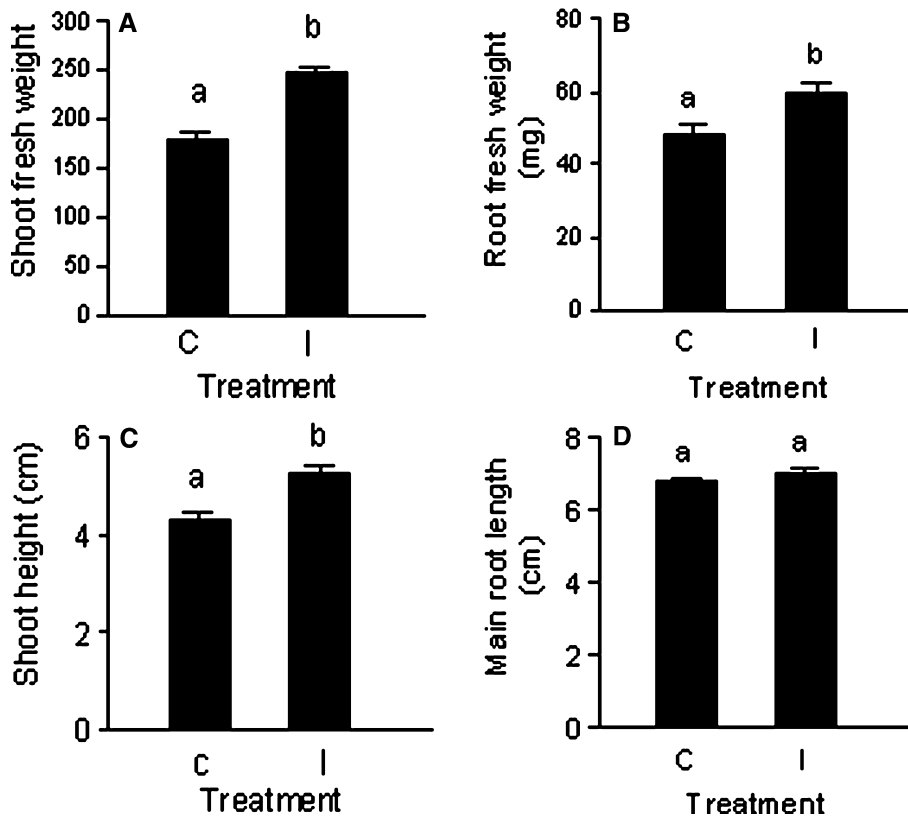 A
Shoot fresh weight
300
250
200
150
100
50
0
a
b
C
I
Treatment
B
Root fresh weight
(mg)
80
60
40
20
0
a
b
C
I
Treatment
C
Shoot height (cm)
6
4
2
0
a
b
c
I
Treatment
D
Main root length
(cm)
8
6
4
2
0
a
a
C
I
Treatment